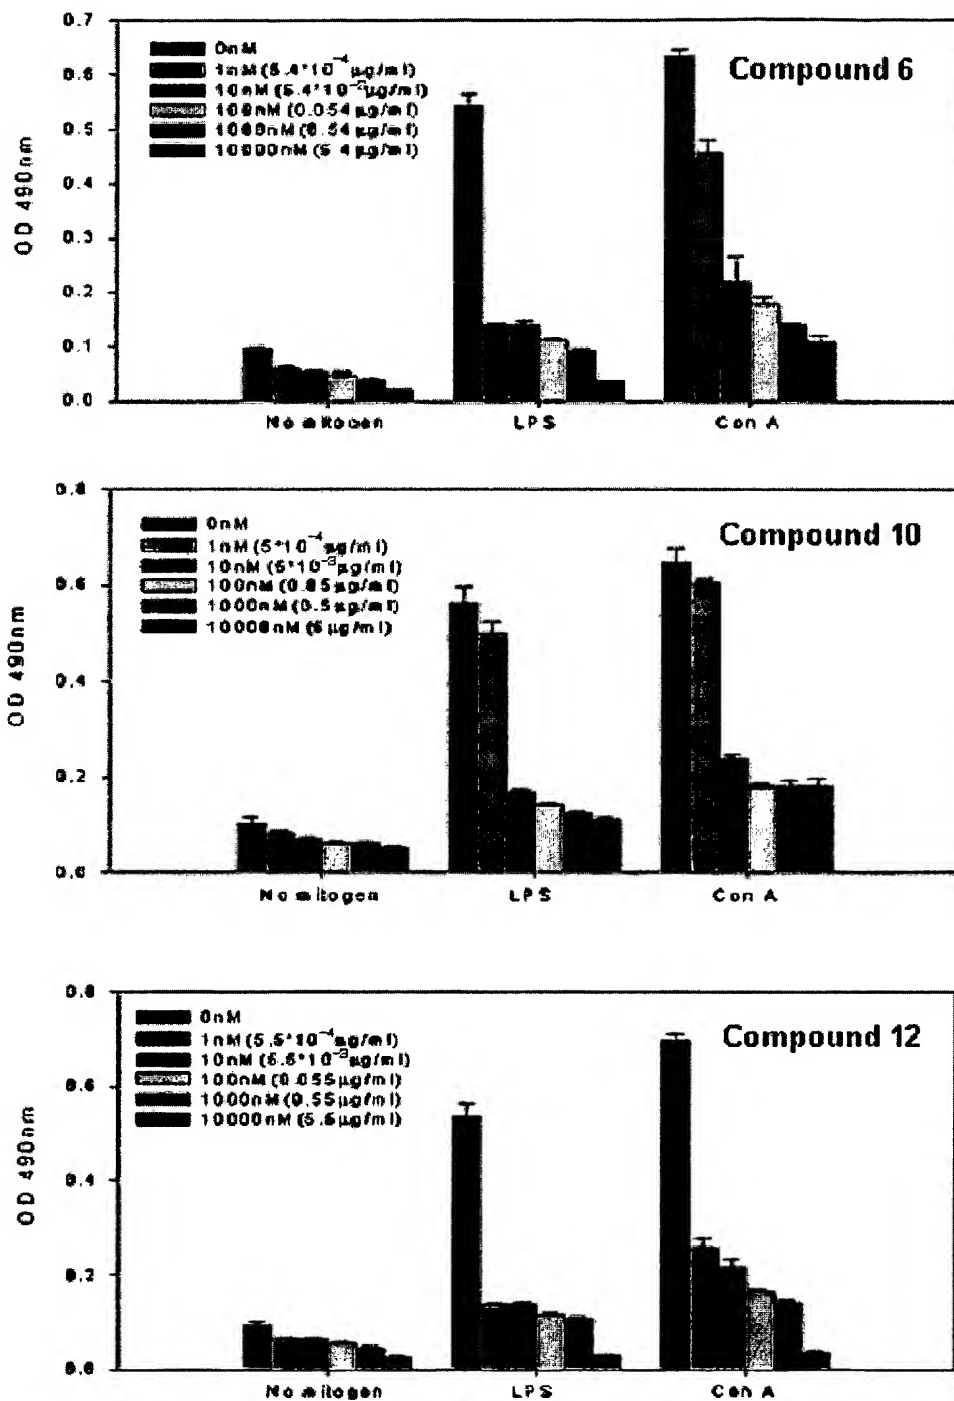 0.7
0.6
0.5
0.4
0.3
0.2
0.1
0.0
OD 490nm
0nM
1nM (5.4*10⁻⁴ µg/ml)
10nM (5.4*10⁻³µg/ml)
100nM (0.054µg/ml)
1000nM (0.54µg/ml)
10000nM (5.4µg/ml)
Compound 6
No mitogen LPS Con A
0.8
0.6
0.4
0.2
0.0
OD 490nm
0nM
1nM (5*10⁻⁴µg/ml)
10nM (5*10⁻³µg/ml)
100nM (0.05µg/ml)
1000nM (0.5µg/ml)
10000nM (5µg/ml)
Compound 10
No mitogen LPS Con A
0.8
0.6
0.4
0.2
0.0
OD 490nm
0nM
1nM (5.5*10⁻⁴µg/ml)
10nM (5.5*10⁻³µg/ml)
100nM (0.055µg/ml)
1000nM (0.55µg/ml)
10000nM (5.5µg/ml)
Compound 12
No mitogen LPS Con A